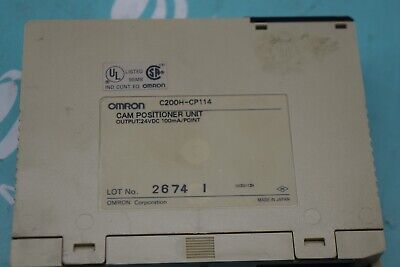 UL LISTED SA
IND CONT EQ OMRON
OMRON C200H-CP114
CAM POSITIONER UNIT
OUTPUT:24VDC 100mA/POINT
LOT No. 2674 I
OMRON Corporation MADE IN JAPAN